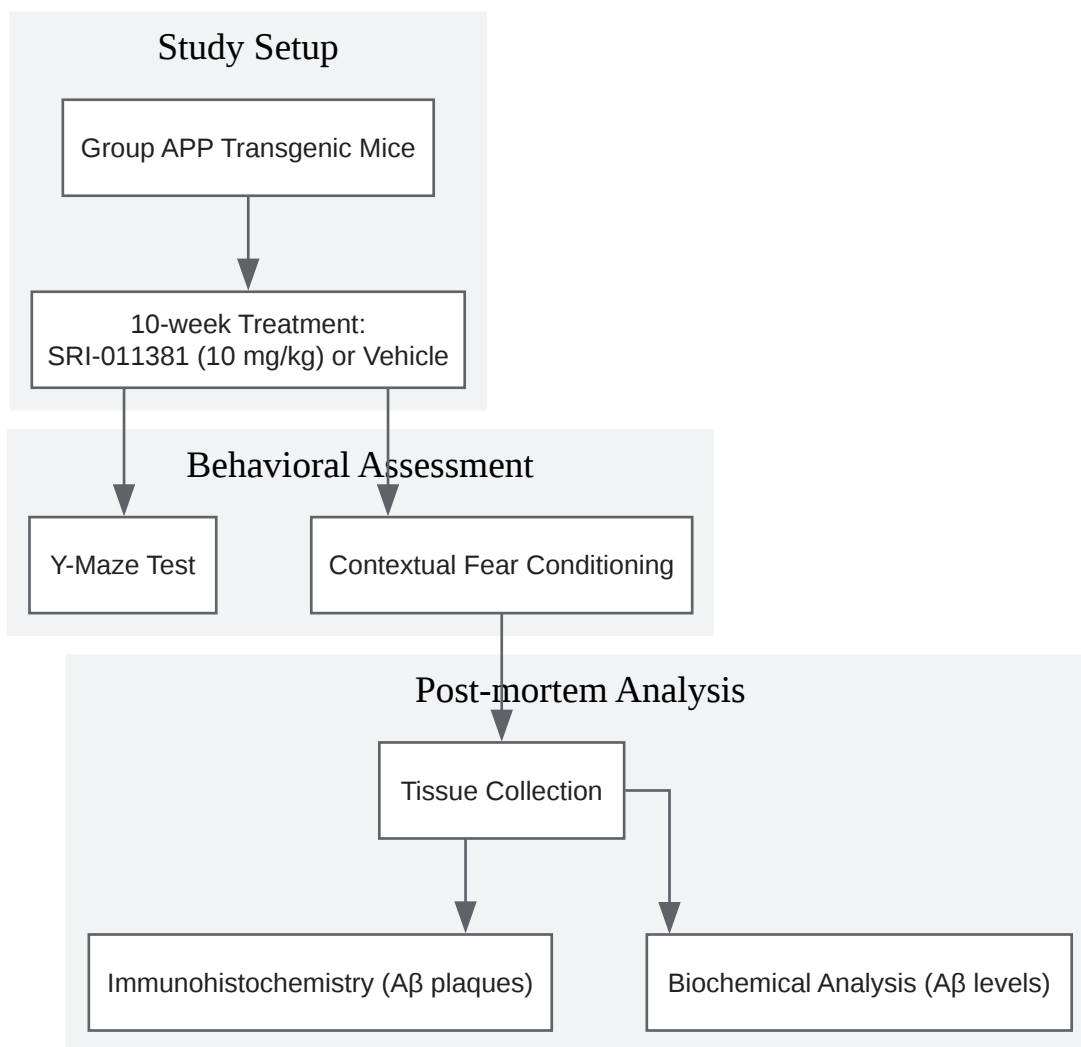 Study Setup
Group APP Transgenic Mice
10-week Treatment:
SRI-011381 (10 mg/kg) or Vehicle
Behavioral Assessment
Y-Maze Test
Contextual Fear Conditioning
Post-mortem Analysis
Tissue Collection
Immunohistochemistry (Aβ plaques)
Biochemical Analysis (Aβ levels)